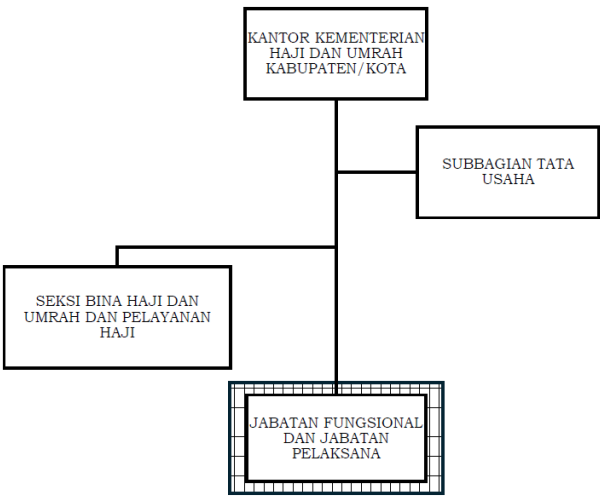 KANTOR KEMENTERIAN
HAJI DAN UMRAH
KABUPATEN/KOTA
SUBBAGIAN TATA
USAHA
SEKSI BINA HAJI DAN
UMRAH DAN PELAYANAN
HAJI
JABATAN FUNGSIONAL
DAN JABATAN
PELAKSANA